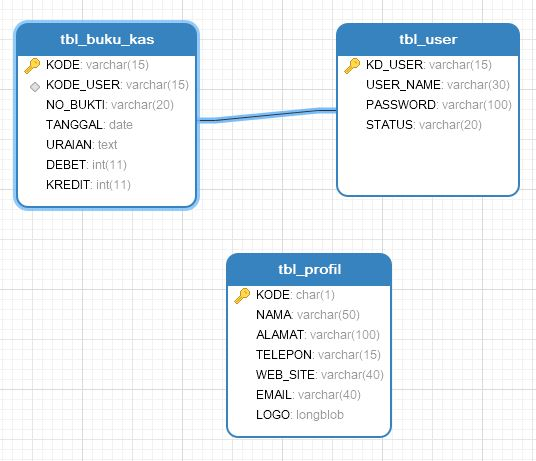 tbl_buku_kas
KODE: varchar(15)
KODE_USER: varchar(15)
NO_BUKTI: varchar(20)
TANGGAL: date
URAIAN: text
DEBET: int(11)
KREDIT: int(11)
tbl_user
KD_USER: varchar(15)
USER_NAME: varchar(30)
PASSWORD: varchar(100)
STATUS: varchar(20)
tbl_profil
KODE: char(1)
NAMA: varchar(50)
ALAMAT: varchar(100)
TELEPON: varchar(15)
WEB_SITE: varchar(40)
EMAIL: varchar(40)
LOGO: longblob